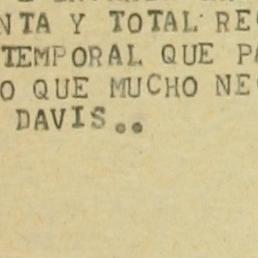 NTA Y TOTAL RE
TEMPORAL QUE P
O QUE MUCHO NE
DAVIS..